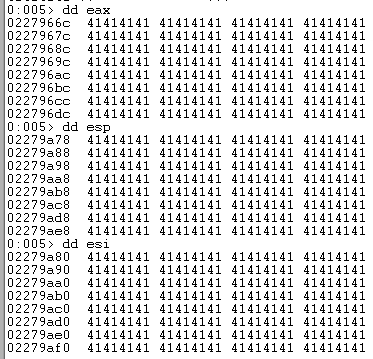 0:005> dd eax
0227966c 41414141 41414141 41414141 41414141
0227967c 41414141 41414141 41414141 41414141
0227968c 41414141 41414141 41414141 41414141
0227969c 41414141 41414141 41414141 41414141
022796ac 41414141 41414141 41414141 41414141
022796bc 41414141 41414141 41414141 41414141
022796cc 41414141 41414141 41414141 41414141
022796dc 41414141 41414141 41414141 41414141
0:005> dd esp
02279a78 41414141 41414141 41414141 41414141
02279a88 41414141 41414141 41414141 41414141
02279a98 41414141 41414141 41414141 41414141
02279aa8 41414141 41414141 41414141 41414141
02279ab8 41414141 41414141 41414141 41414141
02279ac8 41414141 41414141 41414141 41414141
02279ad8 41414141 41414141 41414141 41414141
02279ae8 41414141 41414141 41414141 41414141
0:005> dd esi
02279a80 41414141 41414141 41414141 41414141
02279a90 41414141 41414141 41414141 41414141
02279aa0 41414141 41414141 41414141 41414141
02279ab0 41414141 41414141 41414141 41414141
02279ac0 41414141 41414141 41414141 41414141
02279ad0 41414141 41414141 41414141 41414141
02279ae0 41414141 41414141 41414141 41414141
02279af0 41414141 41414141 41414141 41414141